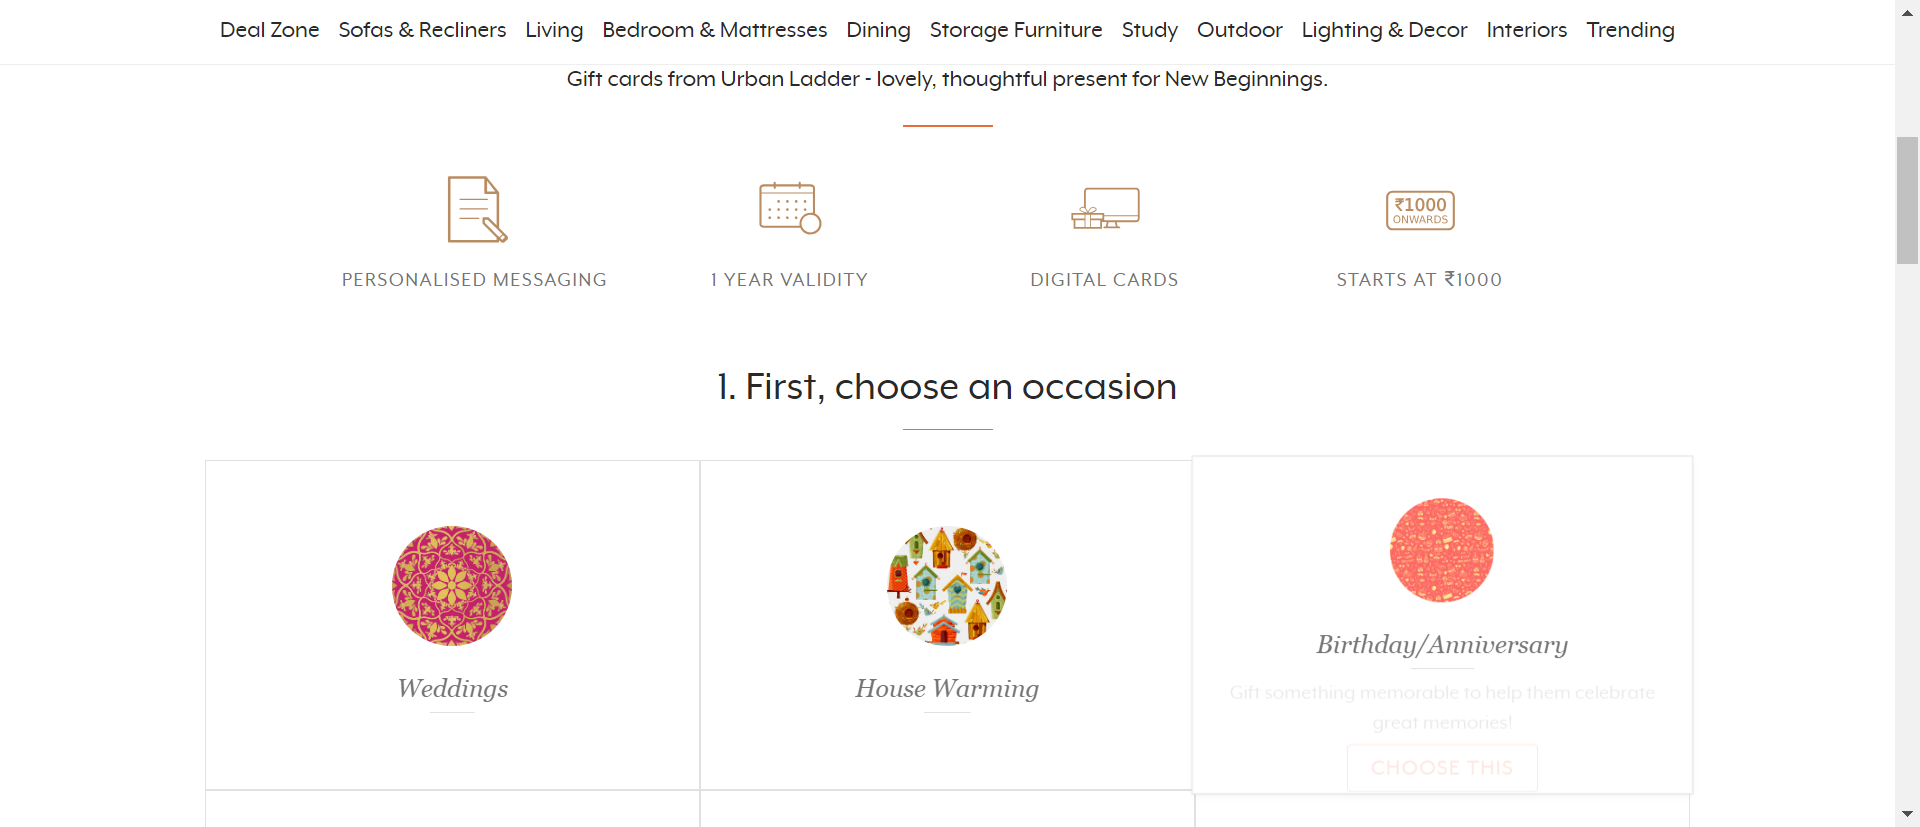 Deal Zone Sofas & Recliners Living Bedroom & Mattresses Dining Storage Furniture Study Outdoor Lighting & Decor Interiors Trending
Gift cards from Urban Ladder - lovely, thoughtful present for New Beginnings.
₹1000
ONWARDS
PERSONALISED MESSAGING 1 YEAR VALIDITY DIGITAL CARDS STARTS AT ₹1000
1. First, choose an occasion
Weddings
House Warming
Birthday/Anniversary
Gift something memorable to help them celebrate
great memories!
CHOOSE THIS